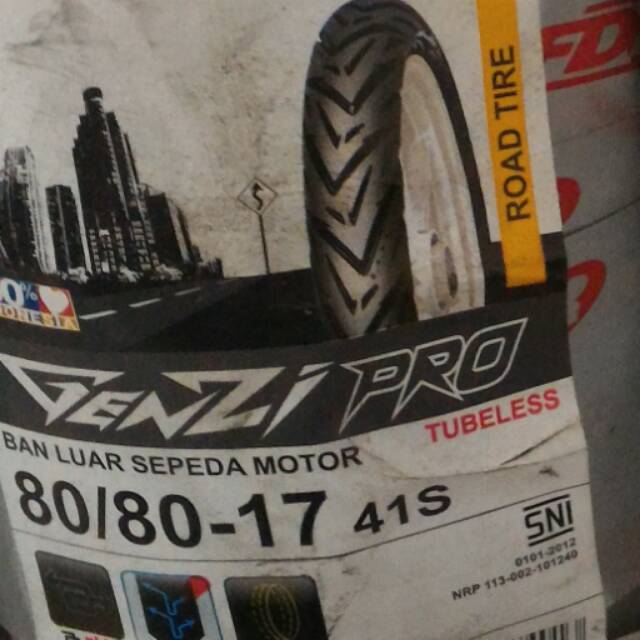 ROAD TIRE
0%
GENZI PRO
TUBELESS
BAN LUAR SEPEDA MOTOR
80/80-17 41S
SNI
0101-2012
NRP 113-002-101240